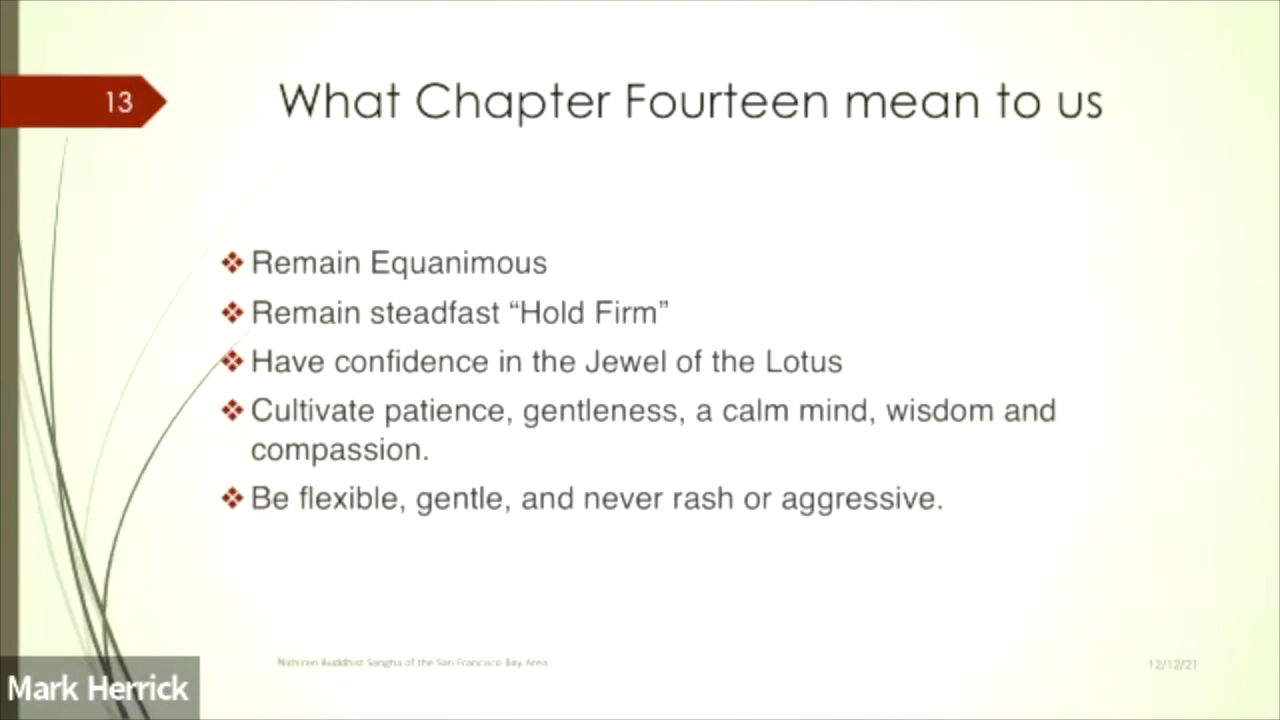 13
What Chapter Fourteen mean to us
❖ Remain Equanimous
❖ Remain steadfast “Hold Firm”
❖ Have confidence in the Jewel of the Lotus
❖ Cultivate patience, gentleness, a calm mind, wisdom and
compassion.
❖ Be flexible, gentle, and never rash or aggressive.
Nichiren Buddhist Sangha of the San Francisco Bay Area
12/12/21
Mark Herrick